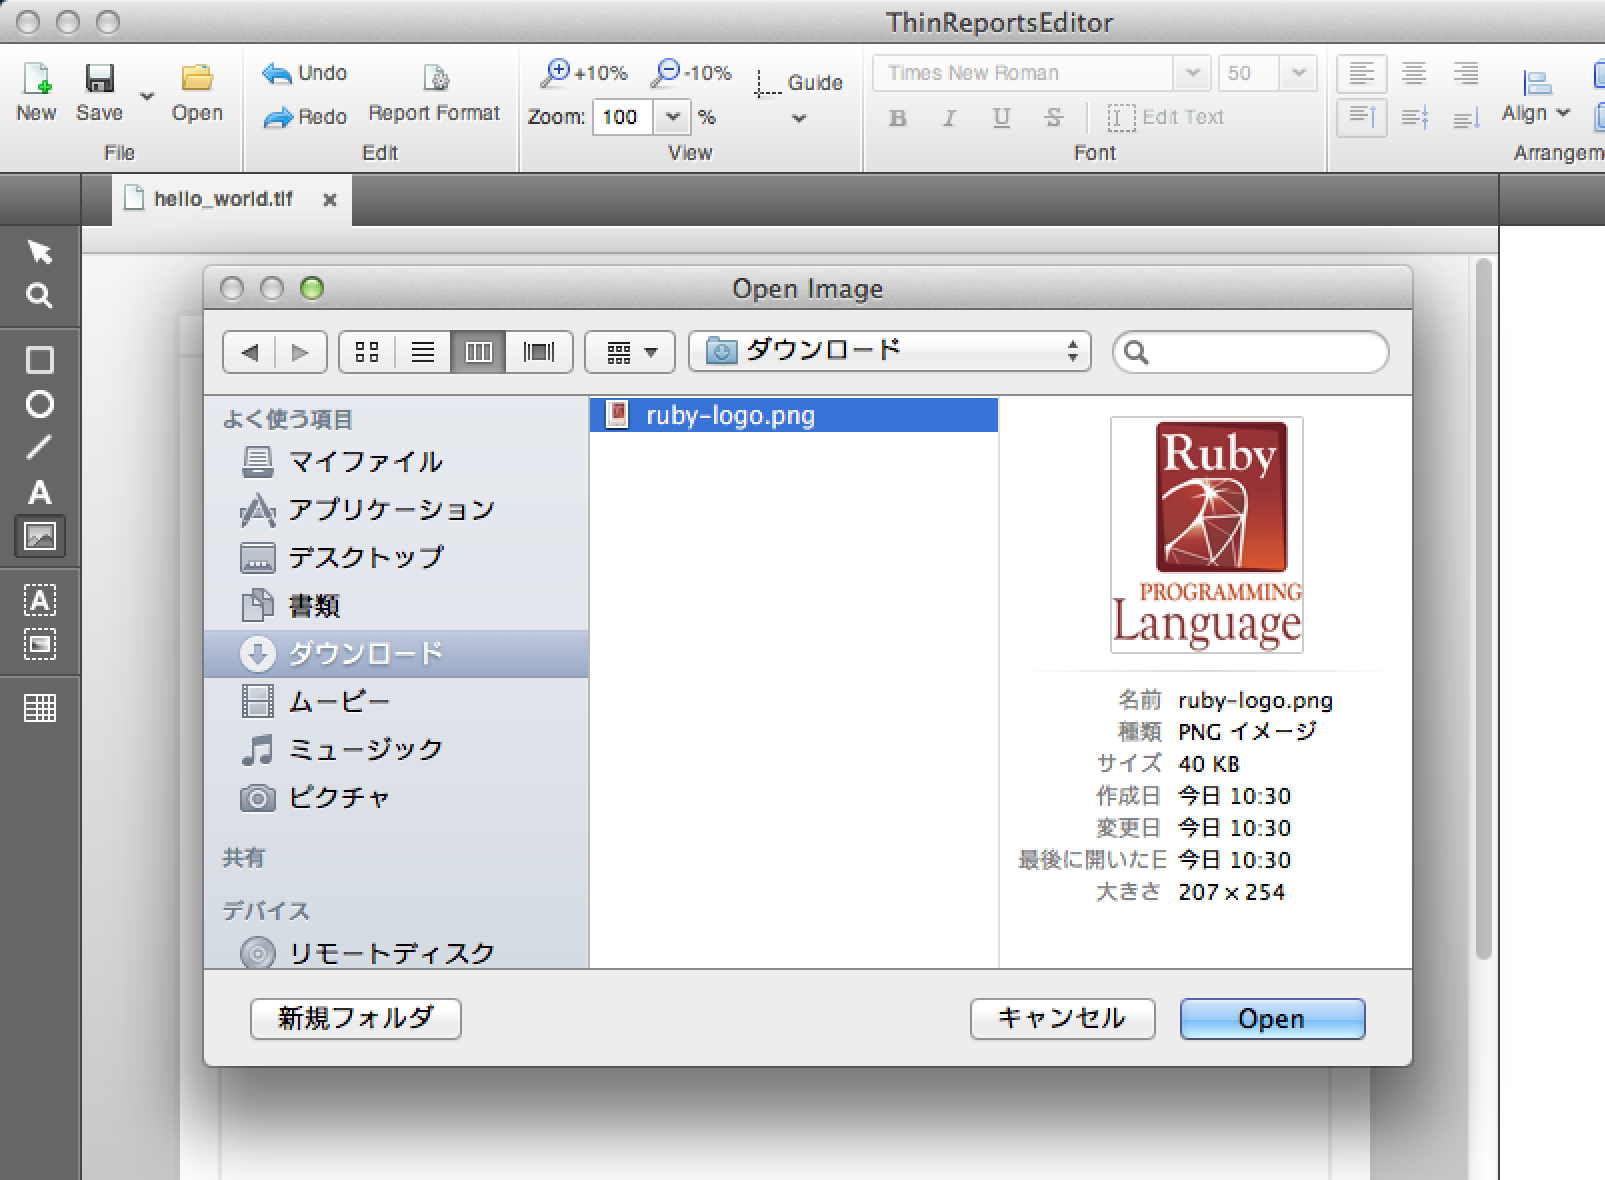 ThinReportsEditor
New Save Open
File
Undo
Redo
Report Format
Edit
+10% -10%
Zoom: 100 %
Guide
View
Times New Roman 50
B I U S Edit Text
Font
Align
Arrangem
hello_world.tlf
Open Image
ダウンロード
よく使う項目
マイファイル
アプリケーション
デスクトップ
書類
ダウンロード
ムービー
ミュージック
ピクチャ
共有
デバイス
リモートディスク
ruby-logo.png
Ruby
PROGRAMMING
Language
名前 ruby-logo.png
種類 PNG イメージ
サイズ 40 KB
作成日 今日 10:30
変更日 今日 10:30
最後に開いた日 今日 10:30
大きさ 207 × 254
新規フォルダ キャンセル Open